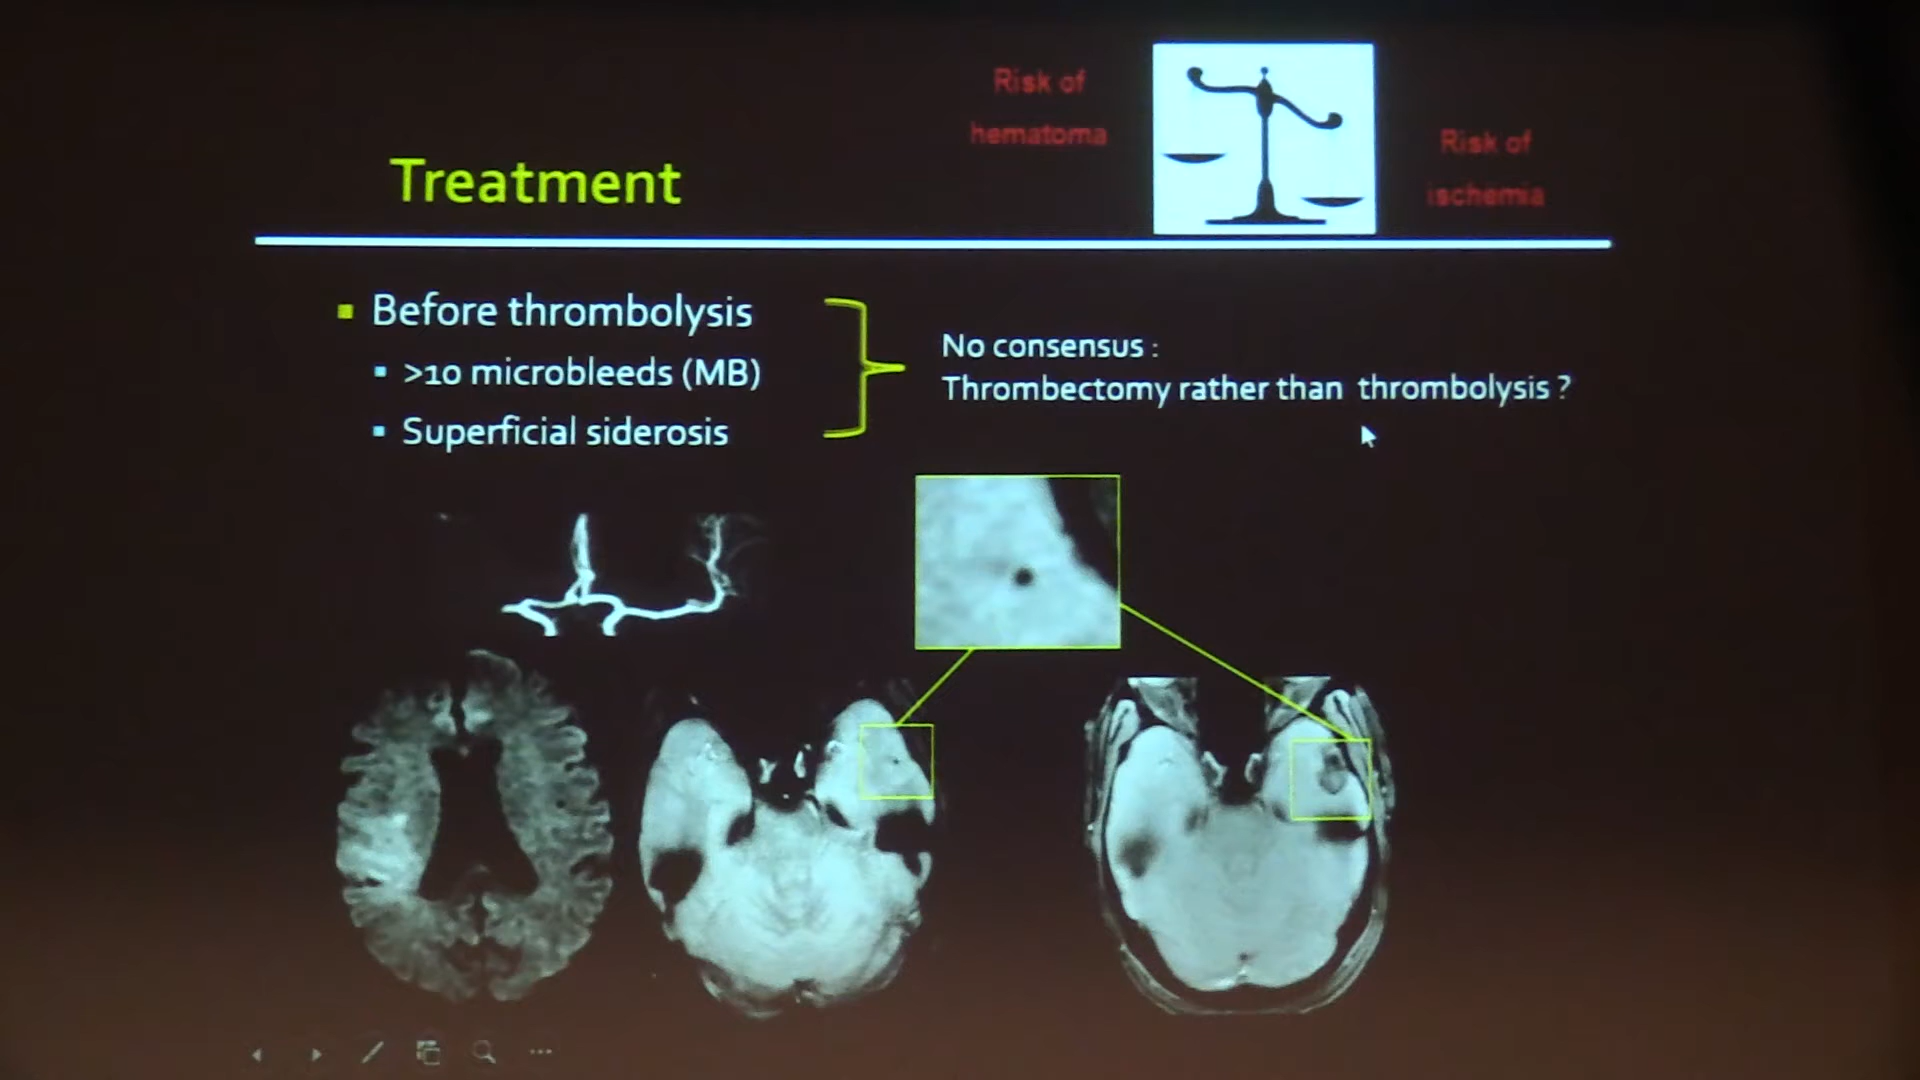 Risk of
hematoma
Risk of
ischemia
Treatment
Before thrombolysis
>10 microbleeds (MB)
Superficial siderosis
No consensus :
Thrombectomy rather than thrombolysis ?